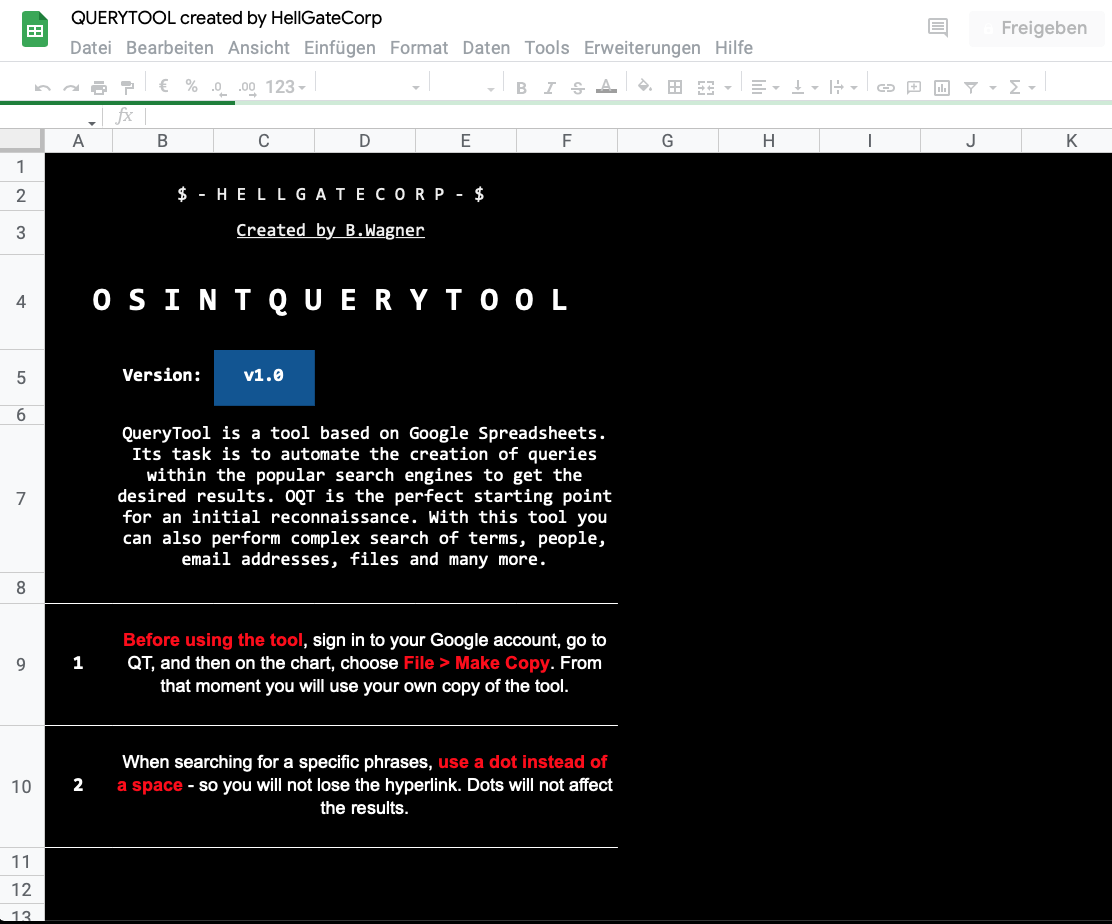 QUERYTOOL created by HellGateCorp
Datei Bearbeiten Ansicht Einfügen Format Daten Tools Erweiterungen Hilfe
Freigeben
€ % .0 .00 123 B I S A Σ
fx
A B C D E F G H I J K
1
2 $ - H E L L G A T E C O R P - $
3 Created by B.Wagner
4 O S I N T Q U E R Y T O O L
5 Version: v1.0
6
7
QueryTool is a tool based on Google Spreadsheets.
Its task is to automate the creation of queries
within the popular search engines to get the
desired results. OQT is the perfect starting point
for an initial reconnaissance. With this tool you
can also perform complex search of terms, people,
email addresses, files and many more.
8
9 1
Before using the tool, sign in to your Google account, go to
QT, and then on the chart, choose File > Make Copy. From
that moment you will use your own copy of the tool.
10 2
When searching for a specific phrases, use a dot instead of
a space - so you will not lose the hyperlink. Dots will not affect
the results.
11
12
13